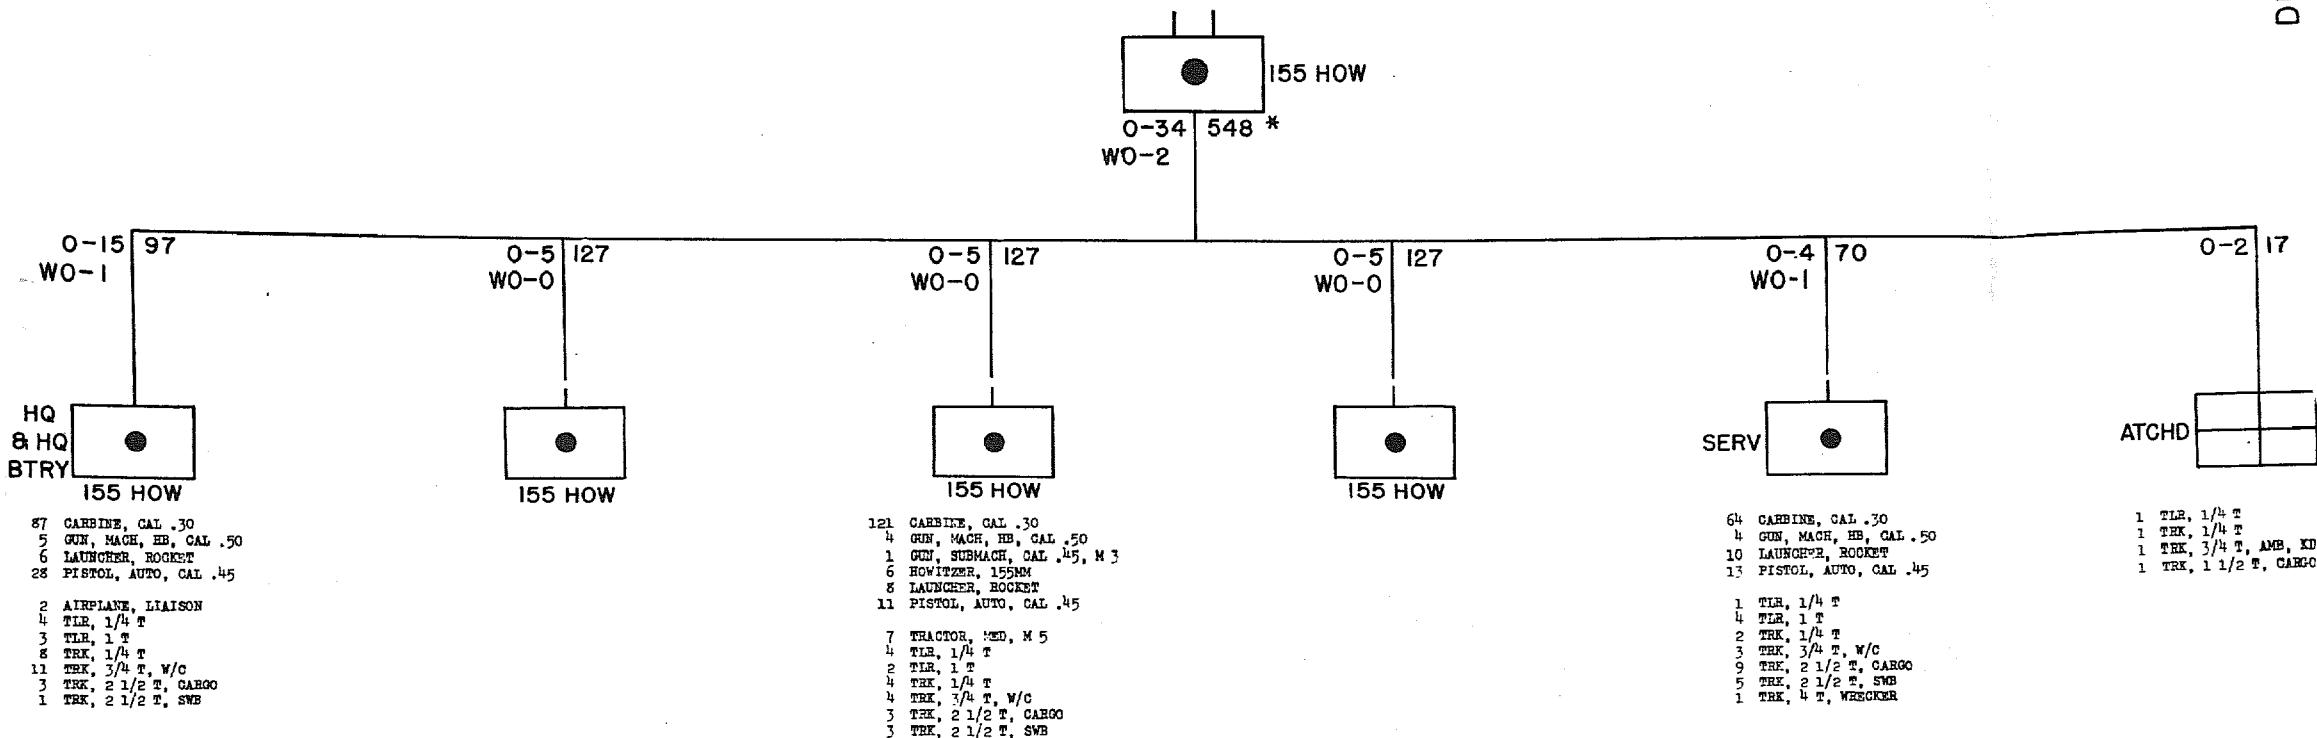 D
155 HOW
O-34 548 *
WO-2
O-15 97
WO-1
O-5 127
WO-0
O-5 127
WO-0
O-5 127
WO-0
O-4 70
WO-1
O-2 17
HQ
& HQ
BTRY
155 HOW
155 HOW
155 HOW
155 HOW
SERV
ATCHD
87 CARBINE, CAL .30
5 GUN, MACH, HB, CAL .50
6 LAUNCHER, ROCKET
28 PISTOL, AUTO, CAL .45
2 AIRPLANE, LIAISON
4 TLR, 1/4 T
3 TLR, 1 T
8 TRK, 1/4 T
11 TRK, 3/4 T, W/C
3 TRK, 2 1/2 T, CARGO
1 TRK, 2 1/2 T, SWB
121 CARBINE, CAL .30
4 GUN, MACH, HB, CAL .50
1 GUN, SUBMACH, CAL .45, M 3
6 HOWITZER, 155MM
8 LAUNCHER, ROCKET
11 PISTOL, AUTO, CAL .45
7 TRACTOR, MED, M 5
4 TLR, 1/4 T
2 TLR, 1 T
4 TRK, 1/4 T
4 TRK, 3/4 T, W/C
3 TRK, 2 1/2 T, CARGO
3 TRK, 2 1/2 T, SWB
64 CARBINE, CAL .30
4 GUN, MACH, HB, CAL .50
10 LAUNCHER, ROCKET
13 PISTOL, AUTO, CAL .45
1 TLR, 1/4 T
4 TLR, 1 T
2 TRK, 1/4 T
3 TRK, 3/4 T, W/C
9 TRK, 2 1/2 T, CARGO
5 TRK, 2 1/2 T, SWB
1 TRK, 4 T, WRECKER
1 TLR, 1/4 T
1 TRK, 1/4 T
1 TRK, 3/4 T, AMB, KD
1 TRK, 1 1/2 T, CARGO